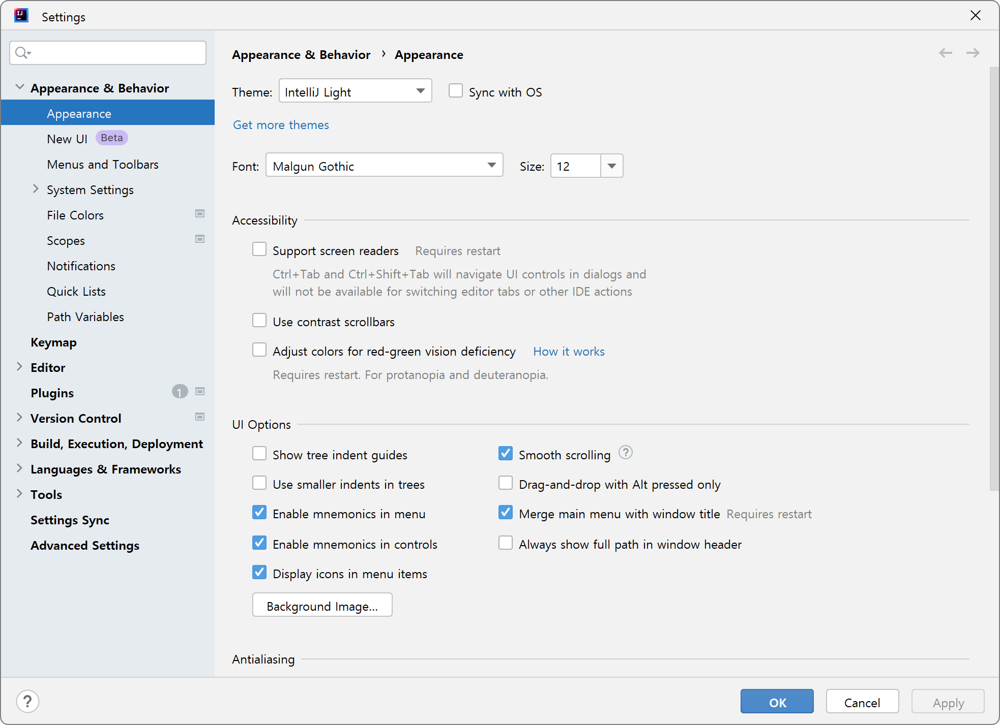 IJ
Settings
Appearance & Behavior
Appearance
New UI Beta
Menus and Toolbars
System Settings
File Colors
Scopes
Notifications
Quick Lists
Path Variables
Keymap
Editor
Plugins 1
Version Control
Build, Execution, Deployment
Languages & Frameworks
Tools
Settings Sync
Advanced Settings
Appearance & Behavior › Appearance
Theme: IntelliJ Light Sync with OS
Get more themes
Font: Malgun Gothic Size: 12
Accessibility
Support screen readers Requires restart
Ctrl+Tab and Ctrl+Shift+Tab will navigate UI controls in dialogs and
will not be available for switching editor tabs or other IDE actions
Use contrast scrollbars
Adjust colors for red-green vision deficiency How it works
Requires restart. For protanopia and deuteranopia.
UI Options
Show tree indent guides Smooth scrolling ?
Use smaller indents in trees Drag-and-drop with Alt pressed only
Enable mnemonics in menu Merge main menu with window title Requires restart
Enable mnemonics in controls Always show full path in window header
Display icons in menu items
Background Image...
Antialiasing
? OK Cancel Apply